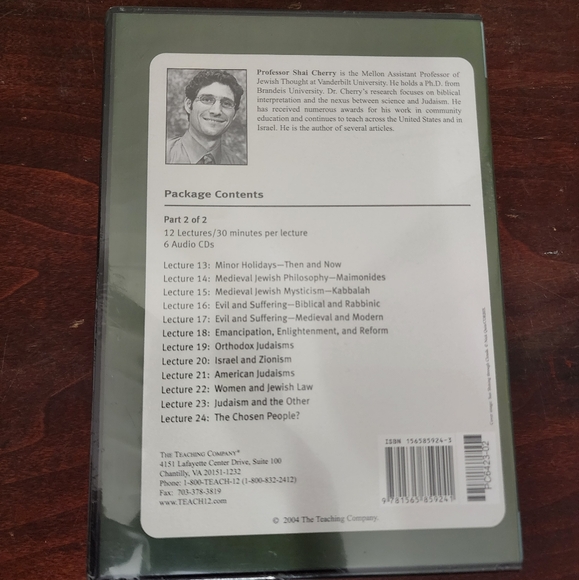 Professor Shai Cherry is the Mellon Assistant Professor of
Jewish Thought at Vanderbilt University. He holds a Ph.D. from
Brandeis University. Dr. Cherry's research focuses on biblical
interpretation and the nexus between science and Judaism. He
has received numerous awards for his work in community
education and continues to teach across the United States and in
Israel. He is the author of several articles.
Package Contents
Part 2 of 2
12 Lectures/30 minutes per lecture
6 Audio CDs
Lecture 13: Minor Holidays—Then and Now
Lecture 14: Medieval Jewish Philosophy—Maimonides
Lecture 15: Medieval Jewish Mysticism—Kabbalah
Lecture 16: Evil and Suffering—Biblical and Rabbinic
Lecture 17: Evil and Suffering—Medieval and Modern
Lecture 18: Emancipation, Enlightenment, and Reform
Lecture 19: Orthodox Judaisms
Lecture 20: Israel and Zionism
Lecture 21: American Judaisms
Lecture 22: Women and Jewish Law
Lecture 23: Judaism and the Other
Lecture 24: The Chosen People?
THE TEACHING COMPANY®
4151 Lafayette Center Drive, Suite 100
Chantilly, VA 20151-1232
Phone: 1-800-TEACH-12 (1-800-832-2412)
Fax: 703-378-3819
www.TEACH12.com
ISBN 156585924-3
9 781565 859241
PC6423-02
© 2004 The Teaching Company.